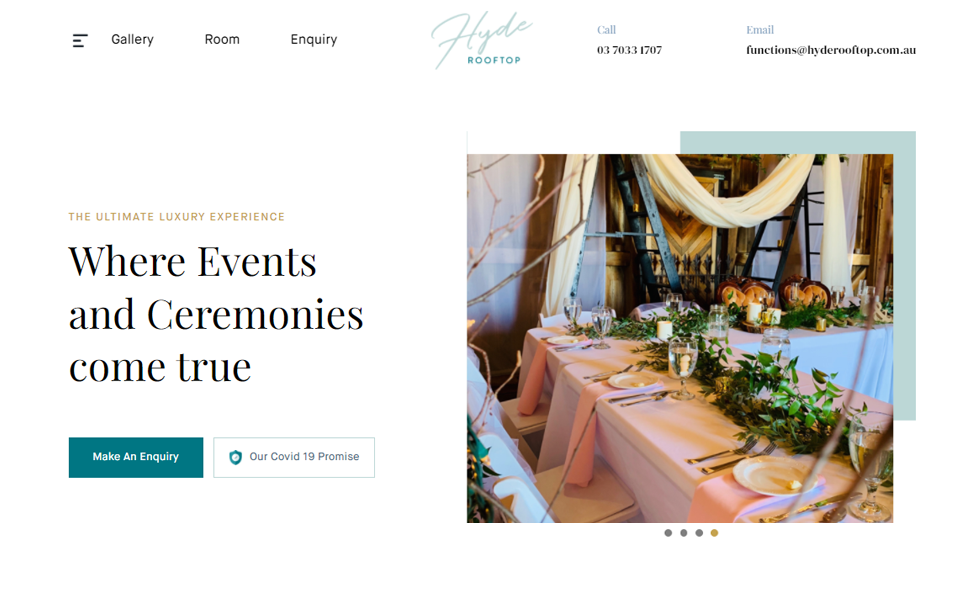 Gallery
Room
Enquiry
Hyde
ROOFTOP
Call
03 7033 1707
Email
functions@hyderooftop.com.au
THE ULTIMATE LUXURY EXPERIENCE
Where Events
and Ceremonies
come true
Make An Enquiry
Our Covid 19 Promise